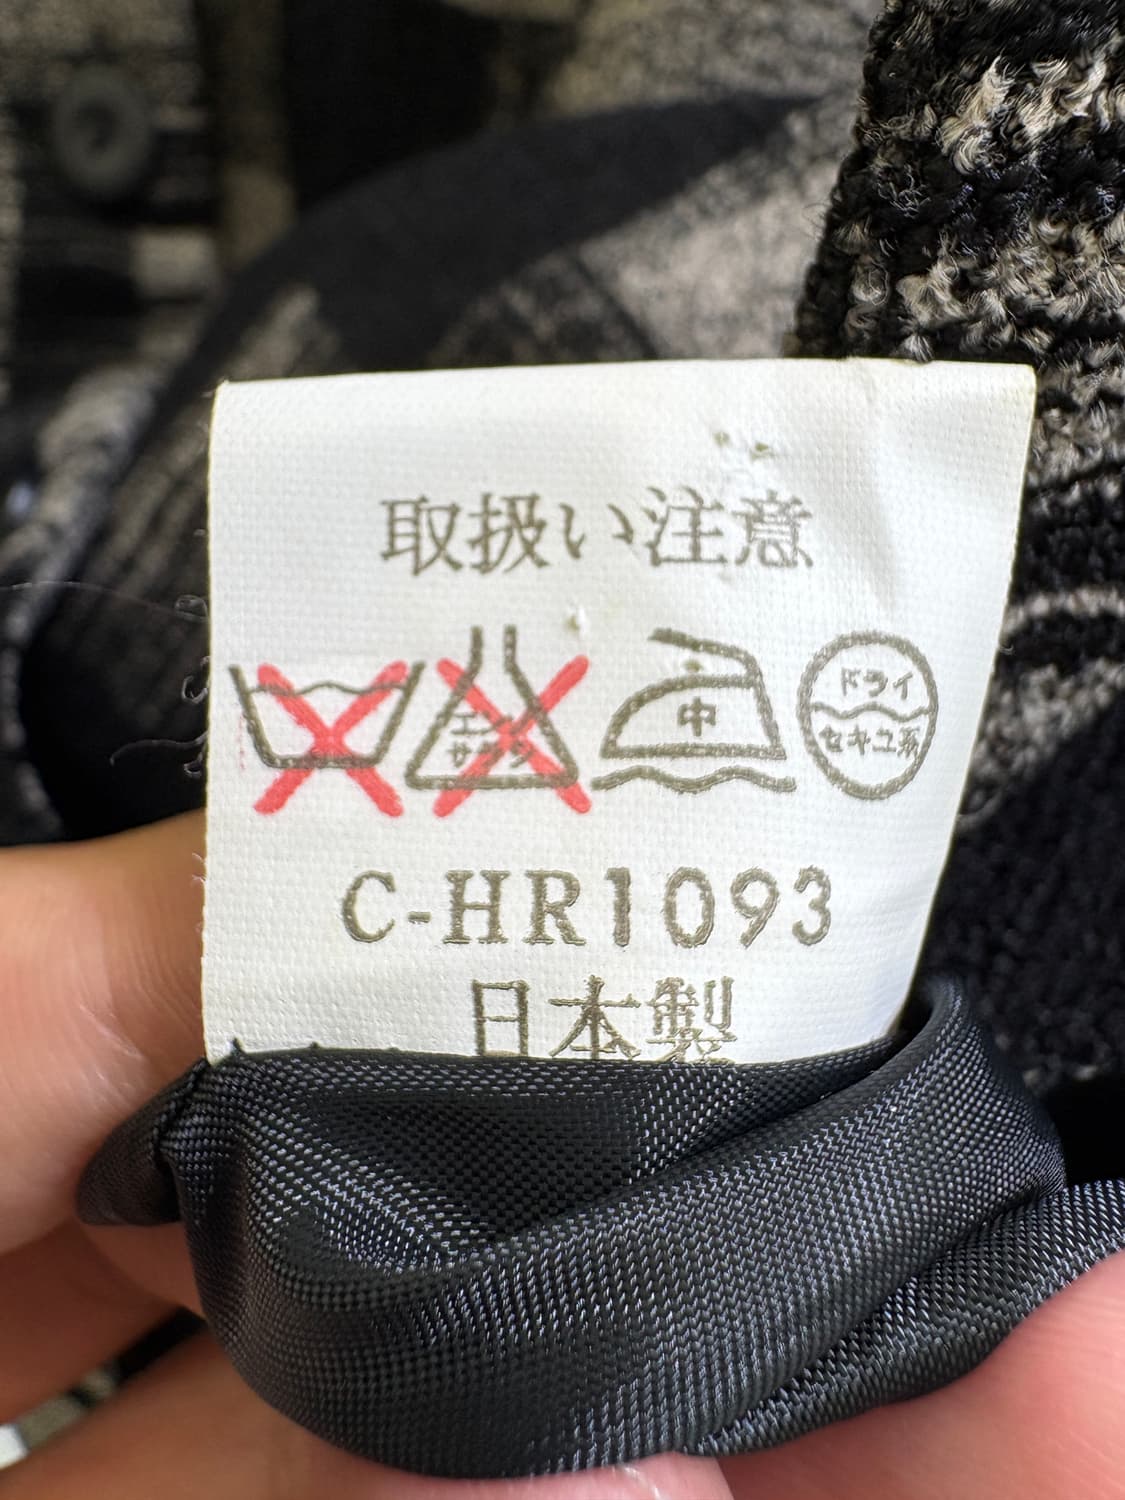 取扱い注意
エンソサラシ
中
ドライ
セキユ系
C-HR1093
日本製